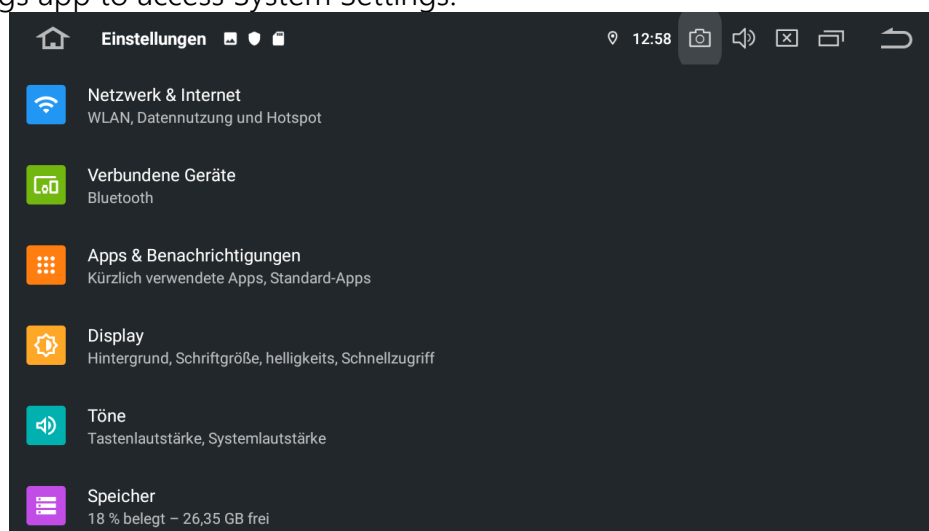 gs app to access System Settings.
Einstellungen 12:58
Netzwerk & Internet
WLAN, Datennutzung und Hotspot
Verbundene Geräte
Bluetooth
Apps & Benachrichtigungen
Kürzlich verwendete Apps, Standard-Apps
Display
Hintergrund, Schriftgröße, helligkeits, Schnellzugriff
Töne
Tastenlautstärke, Systemlautstärke
Speicher
18 % belegt – 26,35 GB frei